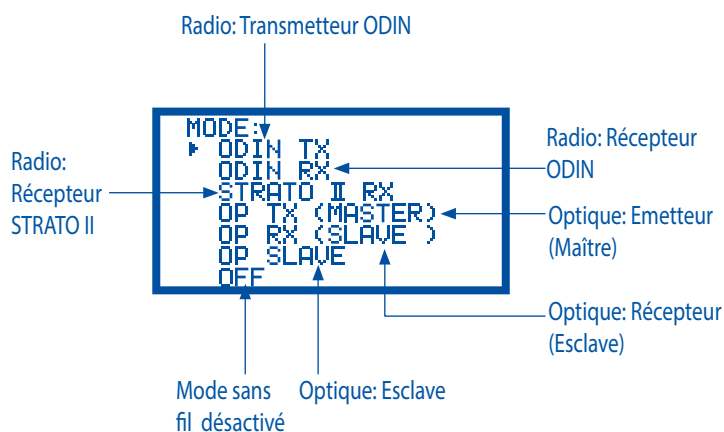 Radio: Transmetteur ODIN
MODE:
ODIN TX
ODIN RX
STRATO II RX
OP TX (MASTER)
OP RX (SLAVE )
OP SLAVE
OFF
Radio:
Récepteur
STRATO II
Radio: Récepteur
ODIN
Optique: Emetteur
(Maître)
Optique: Récepteur
(Esclave)
Mode sans
fil désactivé
Optique: Esclave